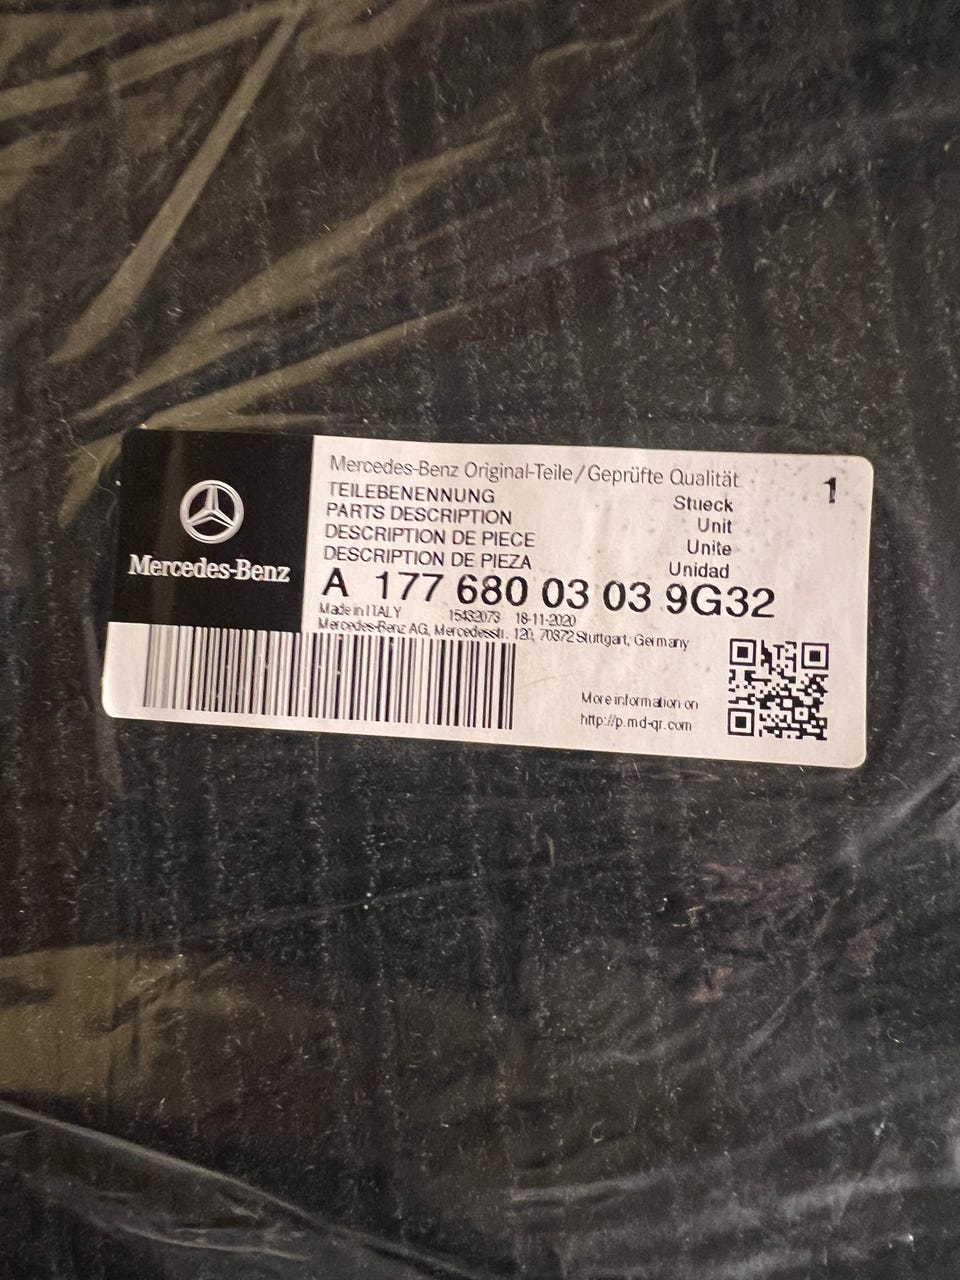 Mercedes-Benz
Mercedes-Benz Original-Teile/Geprüfte Qualität
1
TEILEBENENNUNG Stueck
PARTS DESCRIPTION Unit
DESCRIPTION DE PIECE Unite
DESCRIPTION DE PIEZA Unidad
A 177 680 03 03 9G32
Made in ITALY 15432073 18-11-2020
Mercedes-Benz AG, Mercedesstr. 120, 70372 Stuttgart, Germany
More information on
http://p.md-qr.com